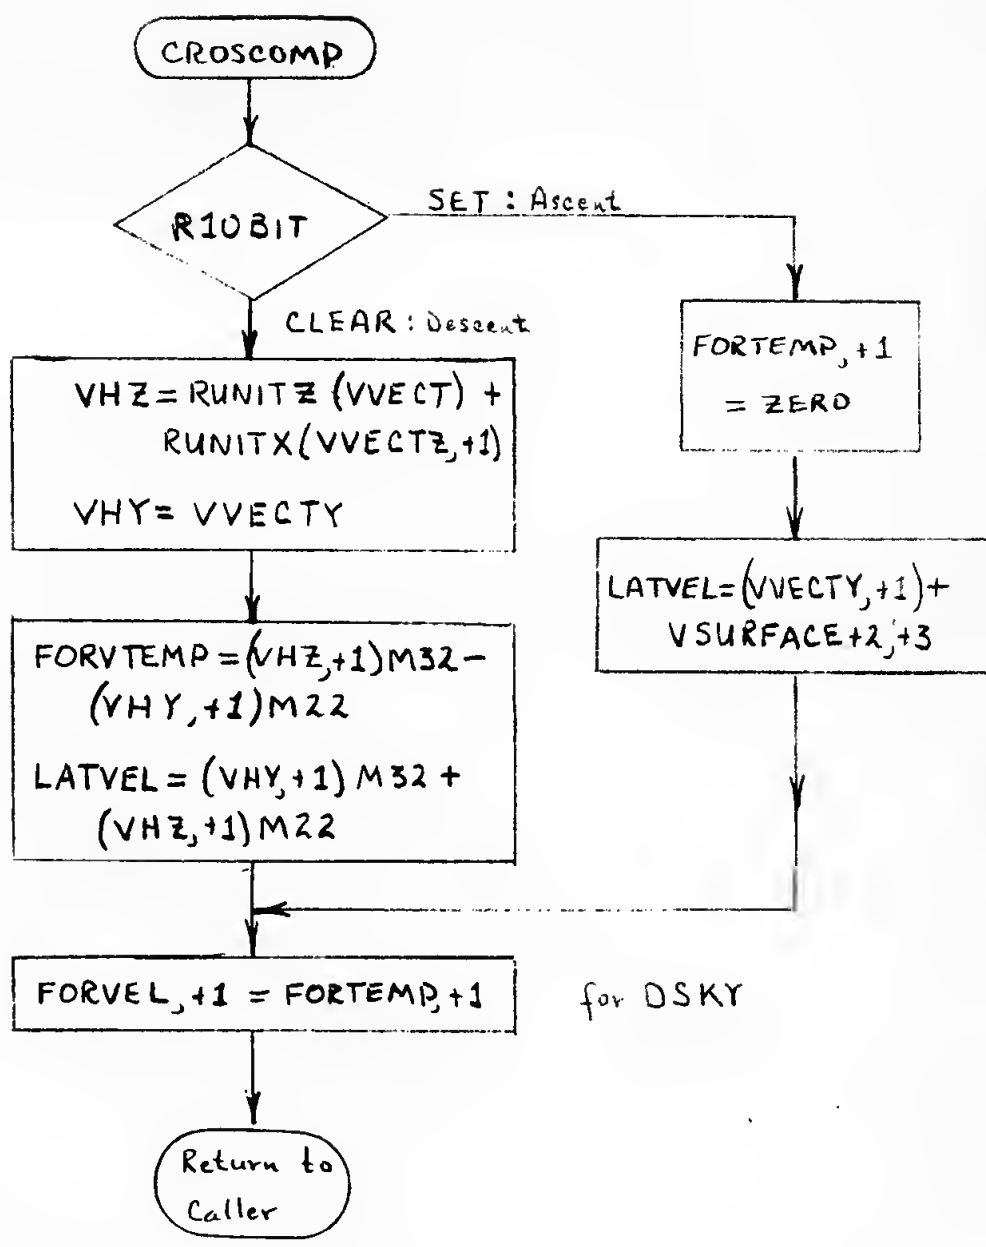 CROSCOMP
R10BIT
SET: Ascent
CLEAR: Descent
VHZ = RUNITZ (VVECT) +
RUNITX (VVECTZ, +1)
VHY = VVECTY
FORTEMP, +1
= ZERO
LATVEL = (VVECTY, +1) +
VSURFACE+2, +3
FORVTEMP = (VHZ, +1) M32 -
(VHY, +1) M22
LATVEL = (VHY, +1) M32 +
(VHZ, +1) M22
FORVEL, +1 = FORTEMP, +1
for DSKY
Return to
Caller